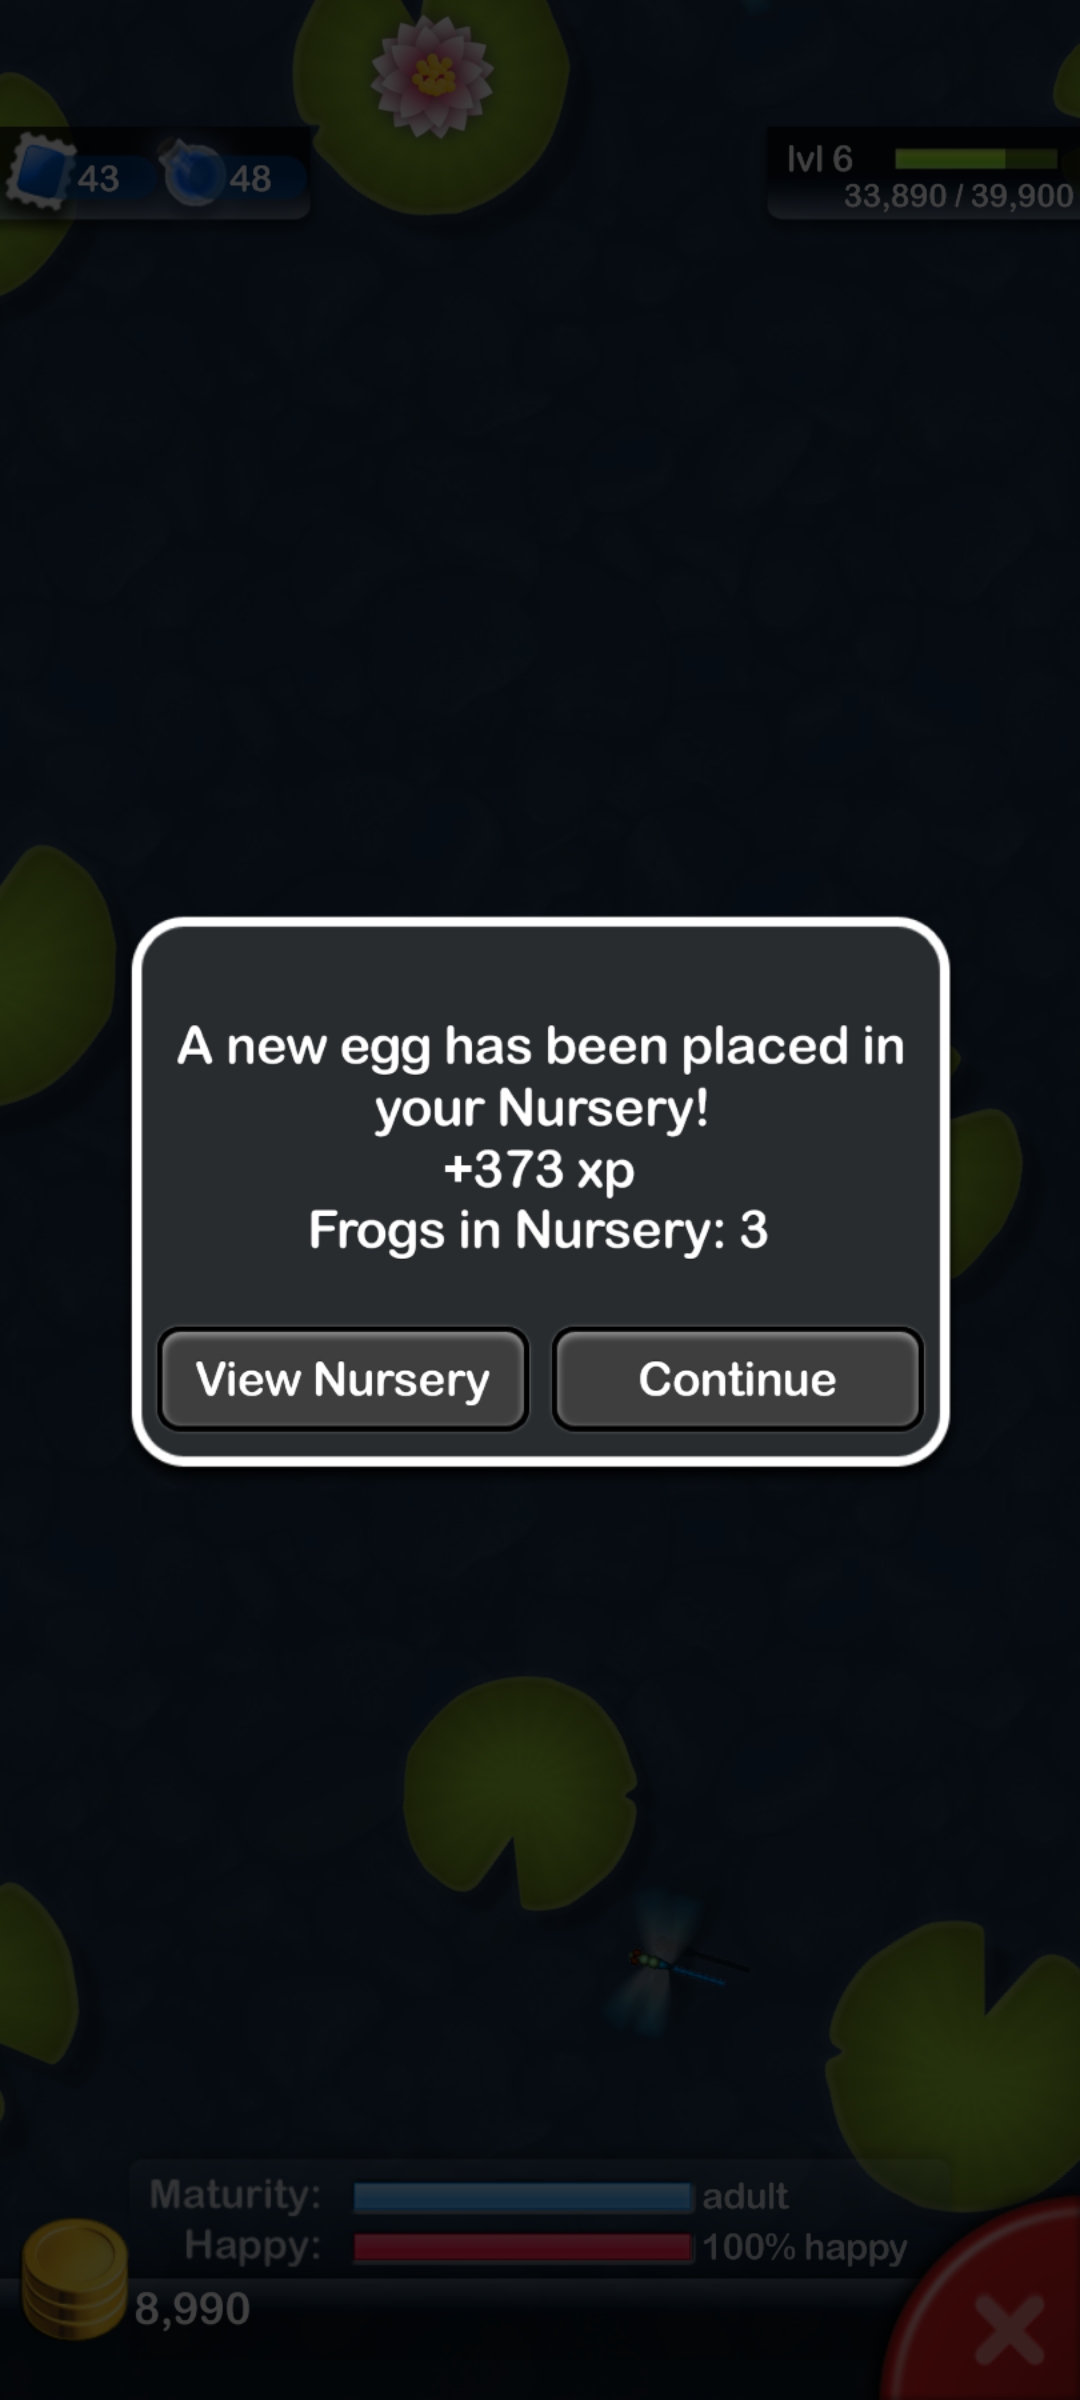 43 48
lvl 6
33,890 / 39,900
A new egg has been placed in
your Nursery!
+373 xp
Frogs in Nursery: 3
View Nursery Continue
Maturity: adult
Happy: 100% happy
8,990